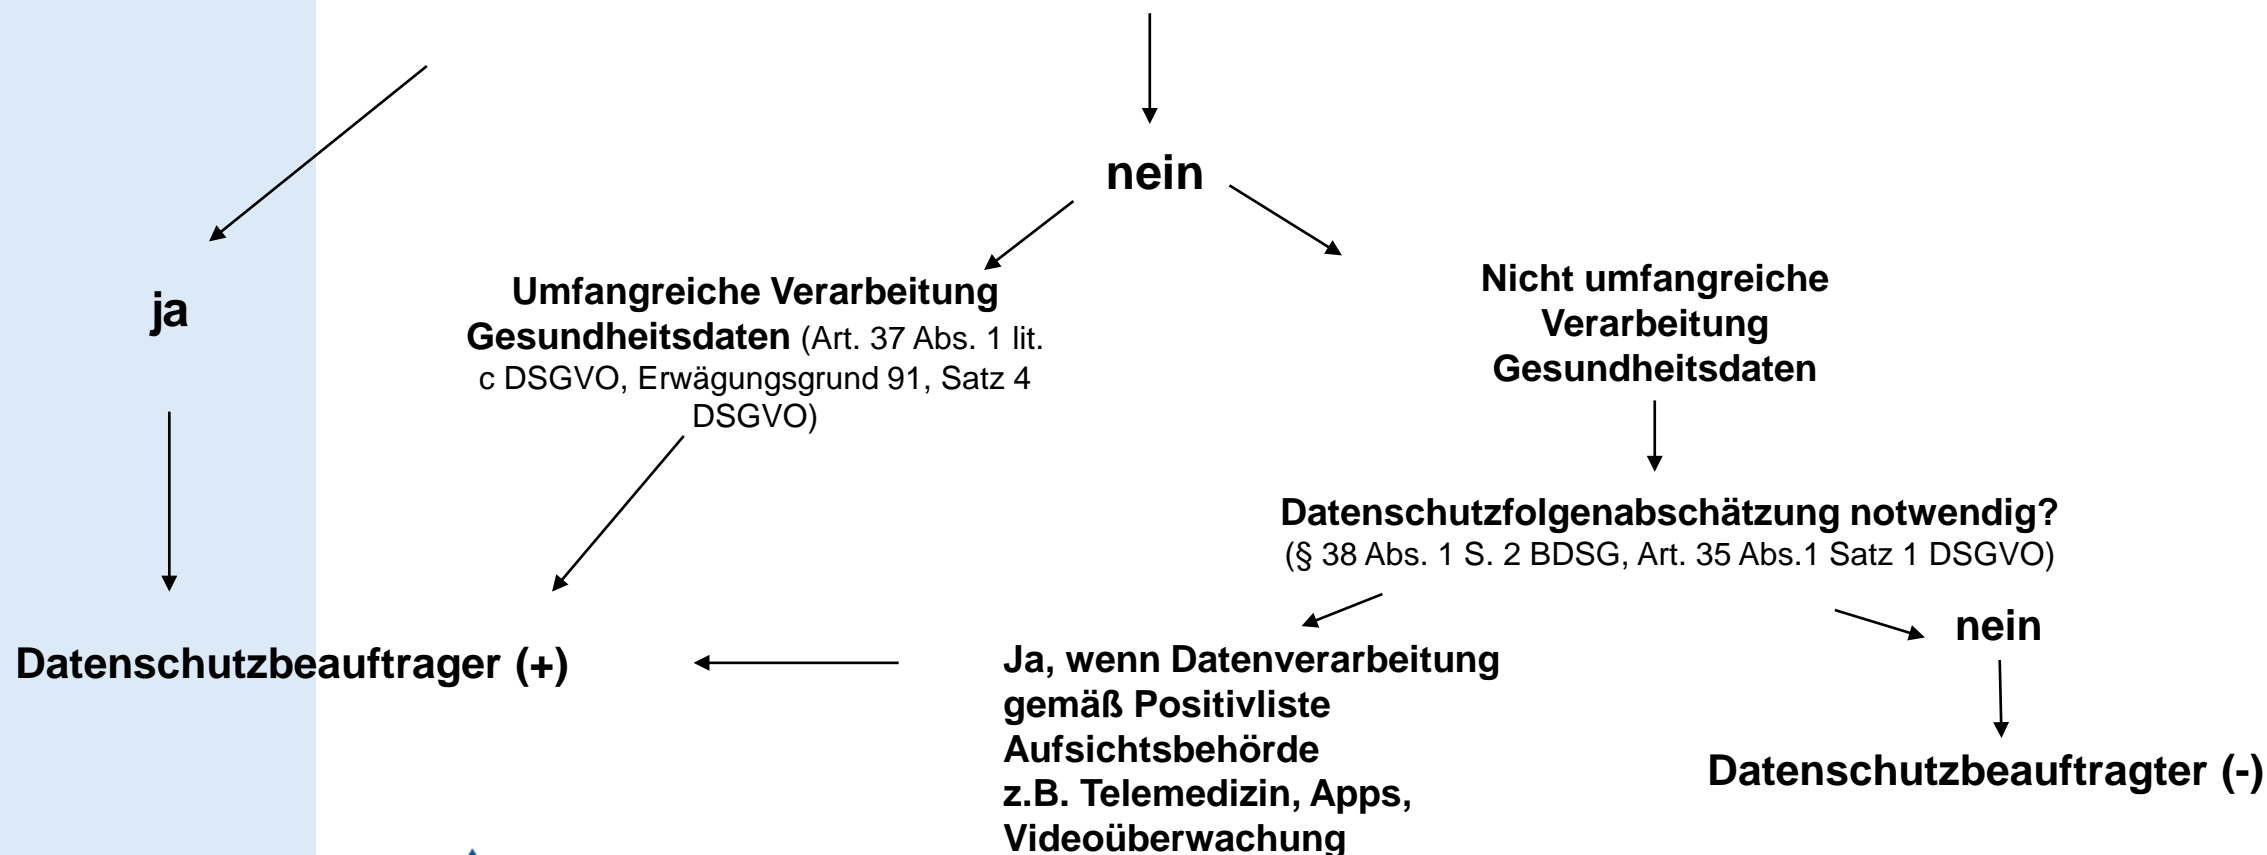 nein
ja
Umfangreiche Verarbeitung
Gesundheitsdaten (Art. 37 Abs. 1 lit.
c DSGVO, Erwägungsgrund 91, Satz 4
DSGVO)
Nicht umfangreiche
Verarbeitung
Gesundheitsdaten
Datenschutzfolgenabschätzung notwendig?
(§ 38 Abs. 1 S. 2 BDSG, Art. 35 Abs.1 Satz 1 DSGVO)
nein
Datenschutzbeauftrager (+)
Ja, wenn Datenverarbeitung
gemäß Positivliste
Aufsichtsbehörde
z.B. Telemedizin, Apps,
Videoüberwachung
Datenschutzbeauftragter (-)